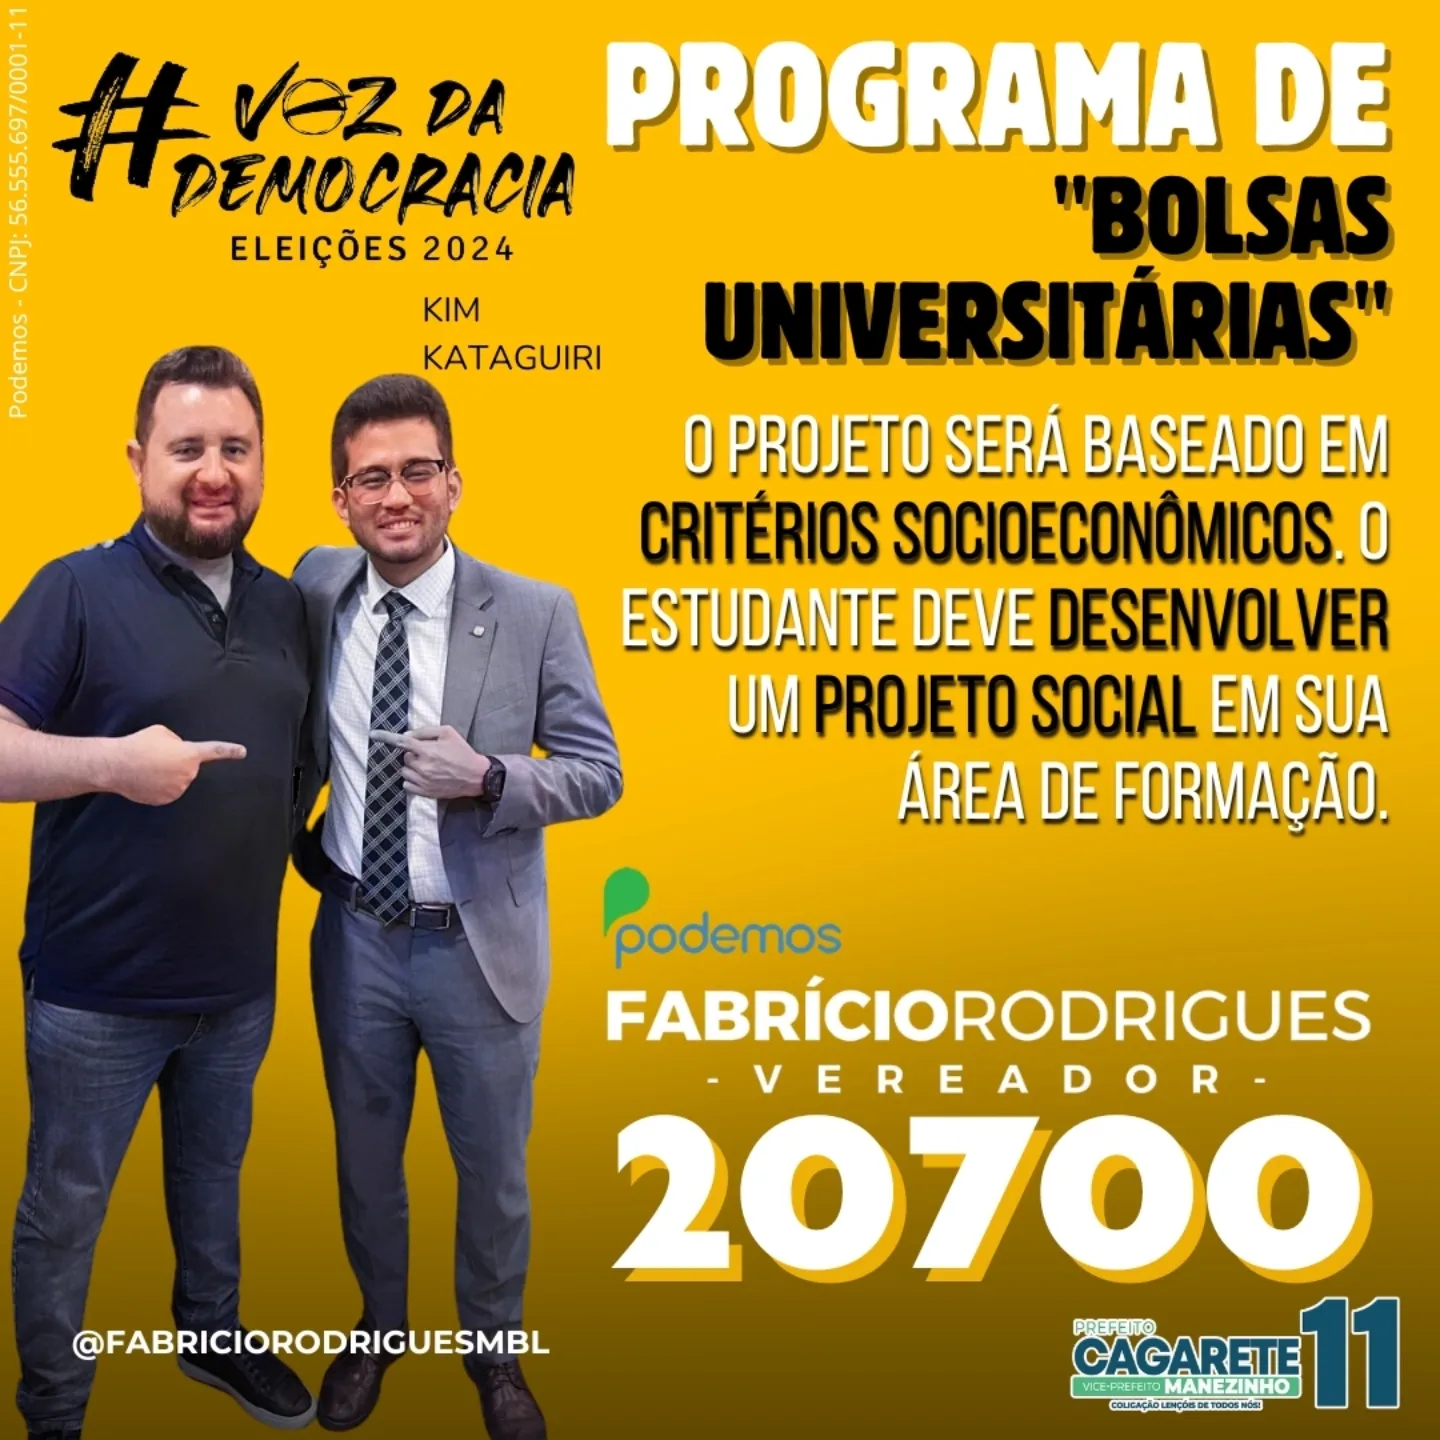 Podemos - CNPJ: 56.555.697/0001-11
# VOZ DA
DEMOCRACIA
ELEIÇÕES 2024
KIM
KATAGUIRI
PROGRAMA DE
"BOLSAS
UNIVERSITÁRIAS"
O PROJETO SERÁ BASEADO EM
CRITÉRIOS SOCIOECONÔMICOS. O
ESTUDANTE DEVE DESENVOLVER
UM PROJETO SOCIAL EM SUA
ÁREA DE FORMAÇÃO.
podemos
FABRÍCIORODRIGUES
- VEREADOR -
20700
@FABRICIORODRIGUESMBL
PREFEITO
CAGARETE 11
VICE-PREFEITO MANEZINHO
COLIGAÇÃO LENÇÓIS DE TODOS NÓS!